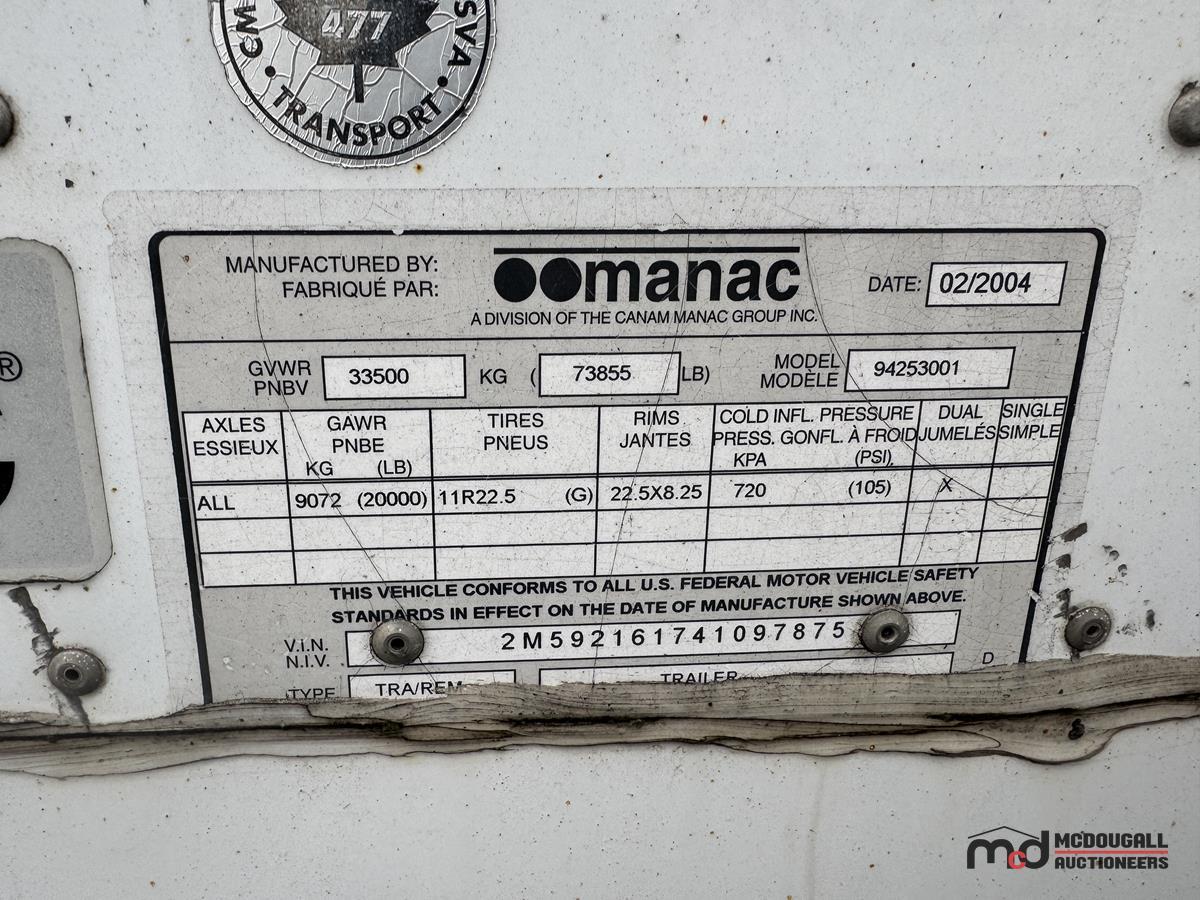 477
TRANSPORT
MANUFACTURED BY:
FABRIQUÉ PAR:
manac
A DIVISION OF THE CANAM MANAC GROUP INC.
DATE: 02/2004
GVWR
PNBV
33500 KG ( 73855 LB)
MODEL
MODÈLE
94253001
AXLES
ESSIEUX
GAWR
PNBE
KG (LB)
TIRES
PNEUS
RIMS
JANTES
COLD INFL. PRESSURE
PRESS. GONFL. À FROID
KPA (PSI)
DUAL
JUMELÉS
SINGLE
SIMPLE
ALL 9072 (20000) 11R22.5 (G) 22.5X8.25 720 (105) X
THIS VEHICLE CONFORMS TO ALL U.S. FEDERAL MOTOR VEHICLE SAFETY
STANDARDS IN EFFECT ON THE DATE OF MANUFACTURE SHOWN ABOVE.
V.I.N.
N.I.V.
2M592161741097875
TYPE TRA/REM TRAILER
D
®
mcd MCDOUGALL
AUCTIONEERS